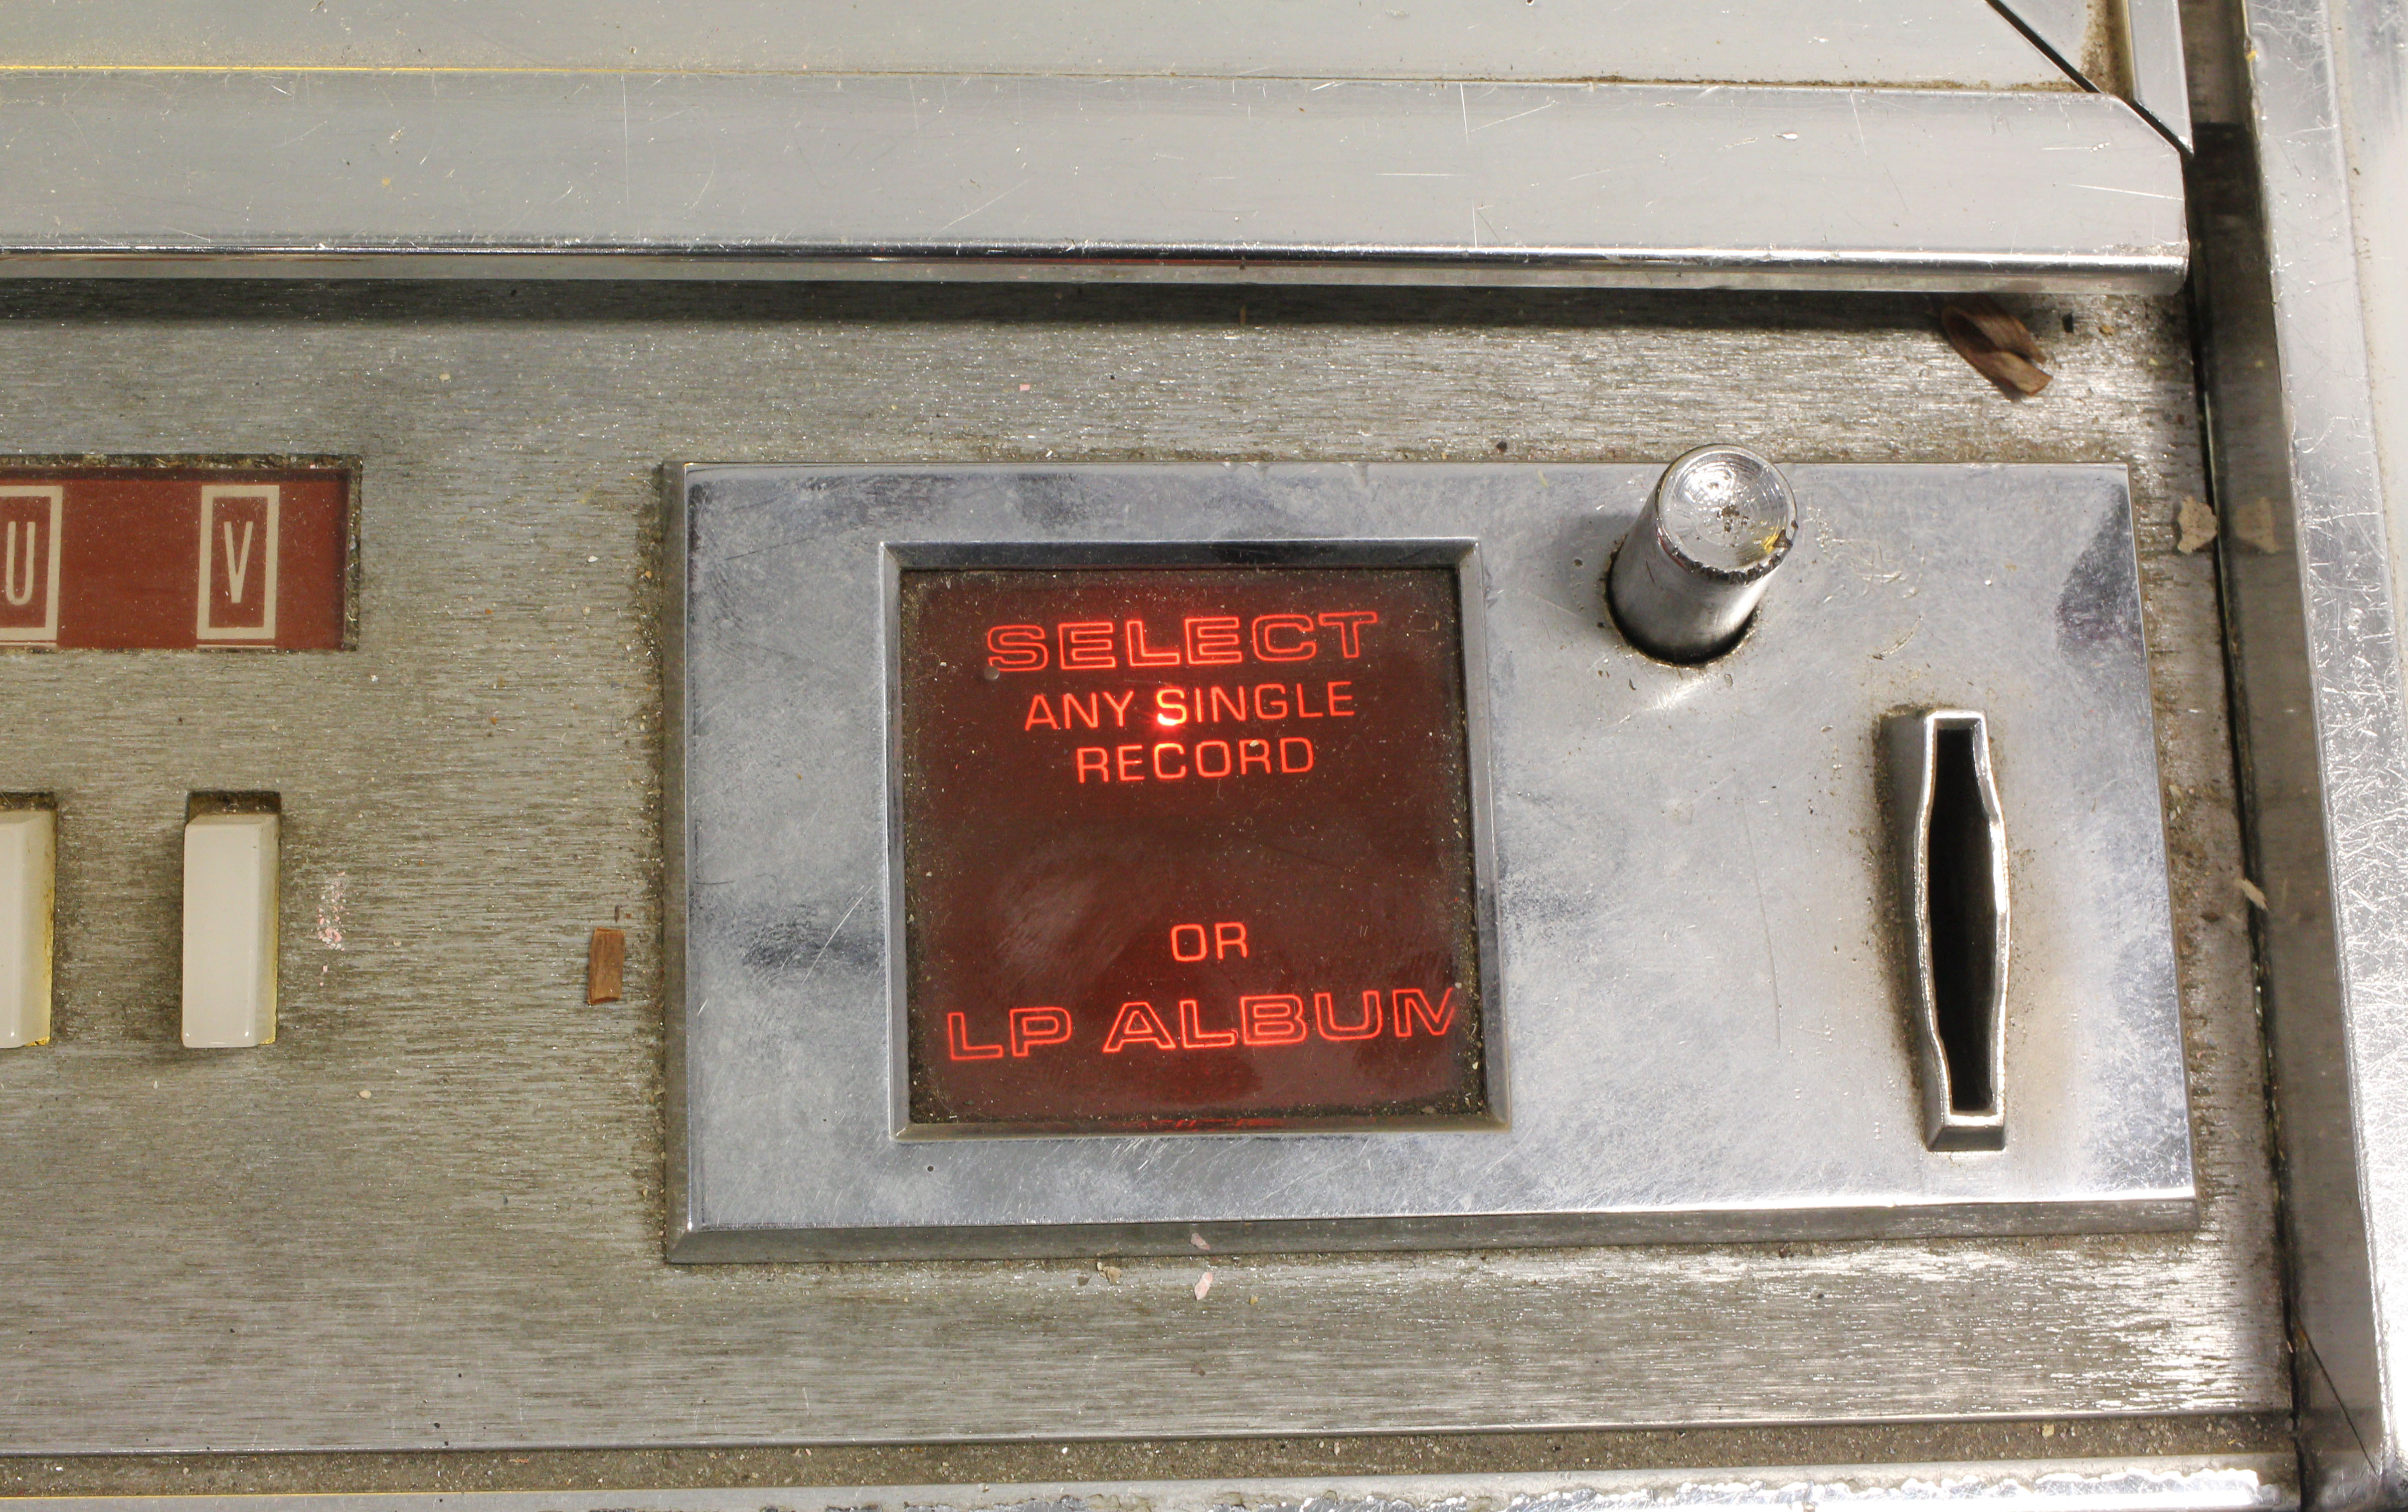 U
V
SELECT
ANY SINGLE
RECORD
OR
LP ALBUM